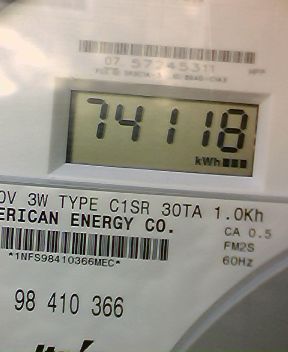 07 57245311
74118
kWh
0V 3W TYPE C1SR 30TA 1.0Kh
ERICAN ENERGY CO.
CA 0.5
FM2S
60Hz
*1NFS98410366MEC*
98 410 366